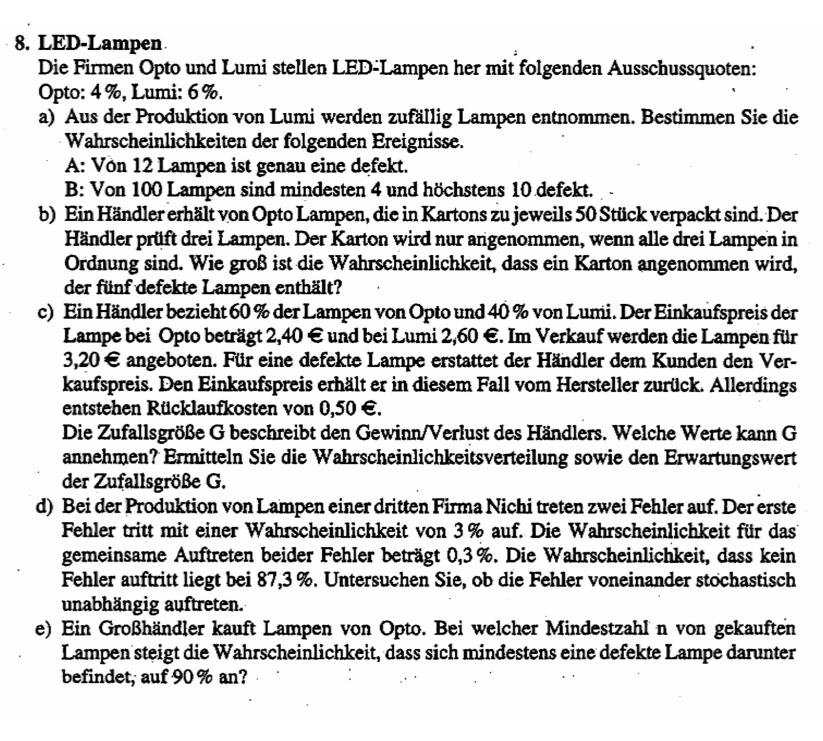 8. LED-Lampen
Die Firmen Opto und Lumi stellen LED-Lampen her mit folgenden Ausschussquoten:
Opto: 4 %, Lumi: 6 %.
a) Aus der Produktion von Lumi werden zufällig Lampen entnommen. Bestimmen Sie die
Wahrscheinlichkeiten der folgenden Ereignisse.
A: Von 12 Lampen ist genau eine defekt.
B: Von 100 Lampen sind mindesten 4 und höchstens 10 defekt.
b) Ein Händler erhält von Opto Lampen, die in Kartons zu jeweils 50 Stück verpackt sind. Der
Händler prüft drei Lampen. Der Karton wird nur angenommen, wenn alle drei Lampen in
Ordnung sind. Wie groß ist die Wahrscheinlichkeit, dass ein Karton angenommen wird,
der fünf defekte Lampen enthält?
c) Ein Händler bezieht 60 % der Lampen von Opto und 40 % von Lumi. Der Einkaufspreis der
Lampe bei Opto beträgt 2,40 € und bei Lumi 2,60 €. Im Verkauf werden die Lampen für
3,20 € angeboten. Für eine defekte Lampe erstattet der Händler dem Kunden den Ver-
kaufspreis. Den Einkaufspreis erhält er in diesem Fall vom Hersteller zurück. Allerdings
entstehen Rücklaufkosten von 0,50 €.
Die Zufallsgröße G beschreibt den Gewinn/Verlust des Händlers. Welche Werte kann G
annehmen? Ermitteln Sie die Wahrscheinlichkeitsverteilung sowie den Erwartungswert
der Zufallsgröße G.
d) Bei der Produktion von Lampen einer dritten Firma Nichi treten zwei Fehler auf. Der erste
Fehler tritt mit einer Wahrscheinlichkeit von 3 % auf. Die Wahrscheinlichkeit für das
gemeinsame Auftreten beider Fehler beträgt 0,3 %. Die Wahrscheinlichkeit, dass kein
Fehler auftritt liegt bei 87,3 %. Untersuchen Sie, ob die Fehler voneinander stochastisch
unabhängig auftreten.
e) Ein Großhändler kauft Lampen von Opto. Bei welcher Mindestzahl n von gekauften
Lampen steigt die Wahrscheinlichkeit, dass sich mindestens eine defekte Lampe darunter
befindet, auf 90 % an?